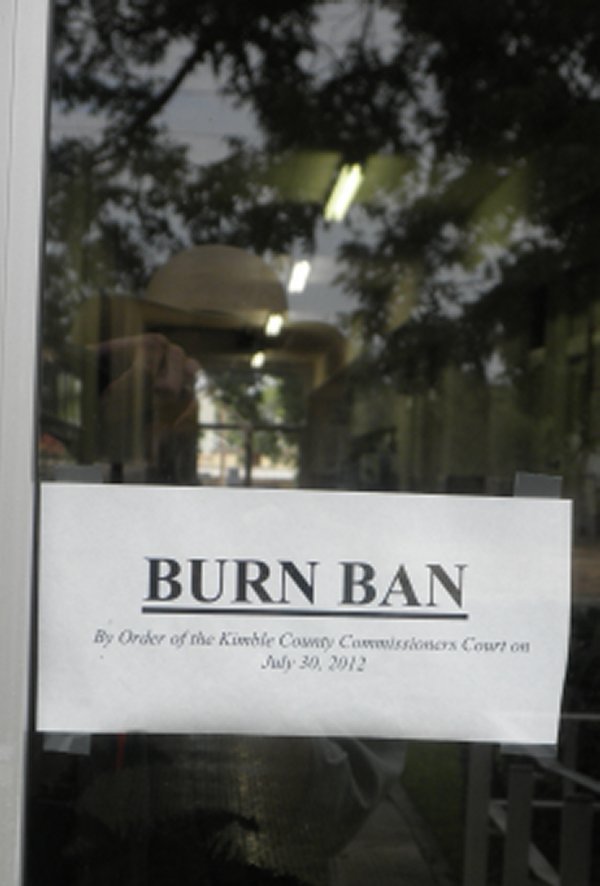 BURN BAN
By Order of the Kimble County Commissioners Court on
July 30, 2012